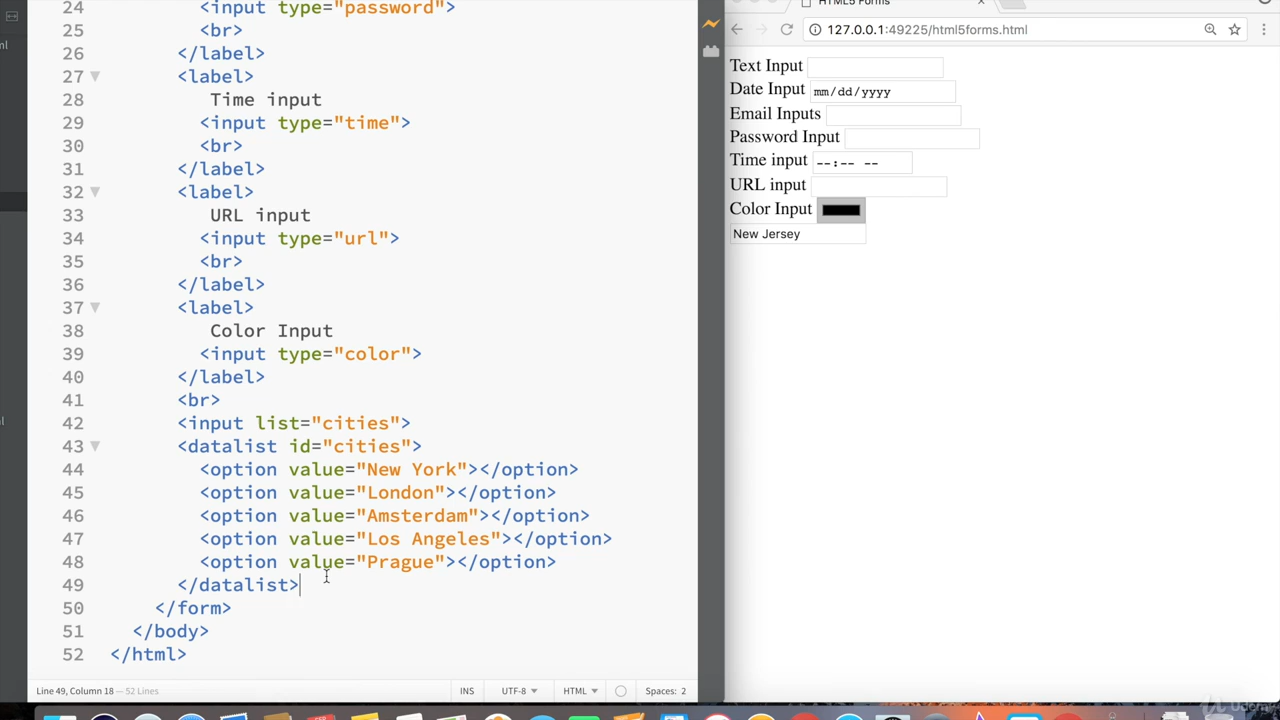 24 <input type="password">
25 <br>
26 </label>
27 <label>
28 Time input
29 <input type="time">
30 <br>
31 </label>
32 <label>
33 URL input
34 <input type="url">
35 <br>
36 </label>
37 <label>
38 Color Input
39 <input type="color">
40 </label>
41 <br>
42 <input list="cities">
43 <datalist id="cities">
44 <option value="New York"></option>
45 <option value="London"></option>
46 <option value="Amsterdam"></option>
47 <option value="Los Angeles"></option>
48 <option value="Prague"></option>
49 </datalist>
50 </form>
51 </body>
52 </html>
Line 49, Column 18 — 52 Lines
INS
UTF-8
HTML
Spaces: 2
HTML5 Forms
127.0.0.1:49225/html5forms.html
Text Input
Date Input mm/dd/yyyy
Email Inputs
Password Input
Time input --:-- --
URL input
Color Input
New Jersey
Udemy